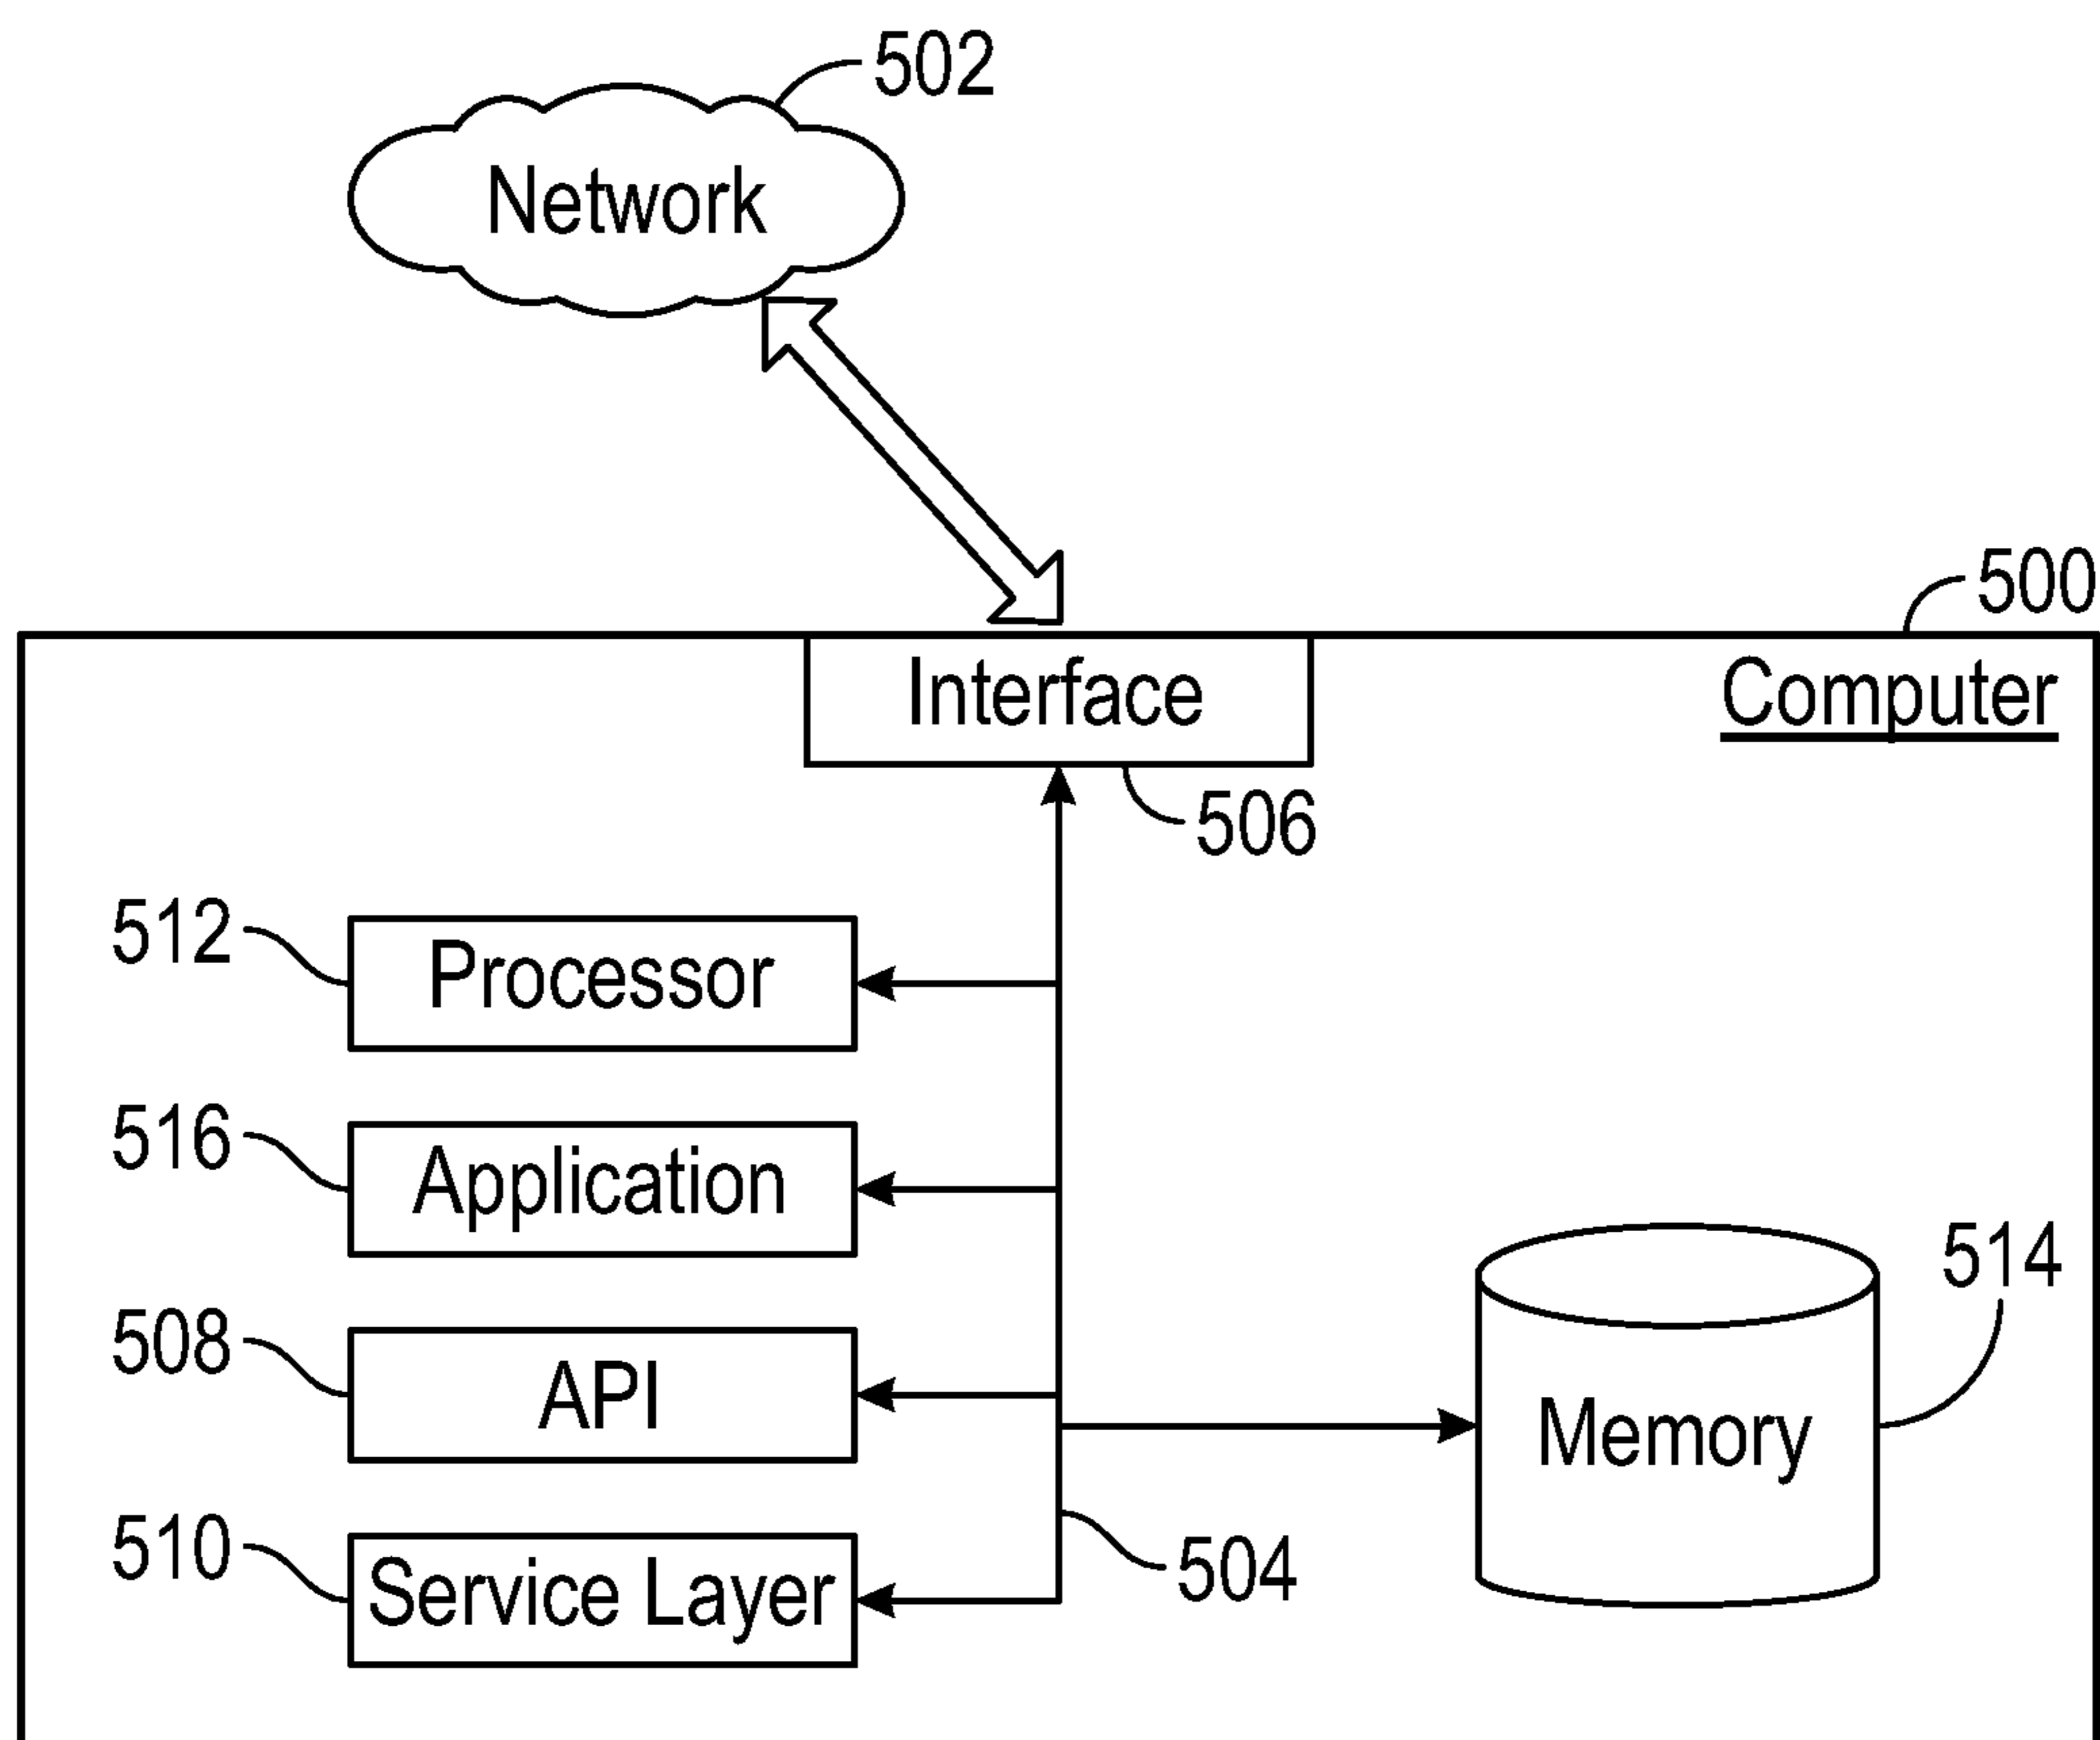 502
Network
500
Interface
Computer
506
512
Processor
516
Application
514
508
API
Memory
510
Service Layer
504